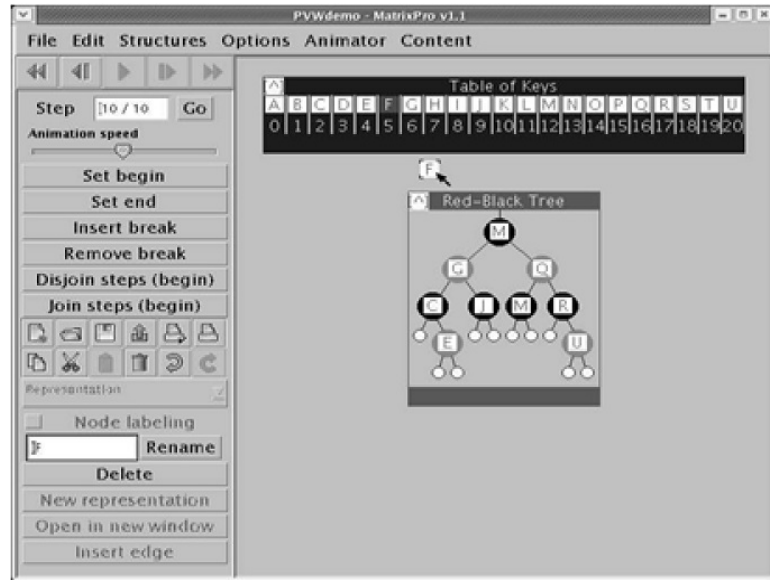 PVWdemo - MatrixPro v1.1
File Edit Structures Options Animator Content
Step 10 / 10 Go
Animation speed
Set begin
Set end
Insert break
Remove break
Disjoin steps (begin)
Join steps (begin)
Representation
Node labeling
F Rename
Delete
New representation
Open in new window
Insert edge
Table of Keys
A B C D E F G H I J K L M N O P Q R S T U
0 1 2 3 4 5 6 7 8 9 10 11 12 13 14 15 16 17 18 19 20
F
Red-Black Tree
M
G Q
C J M R
E U